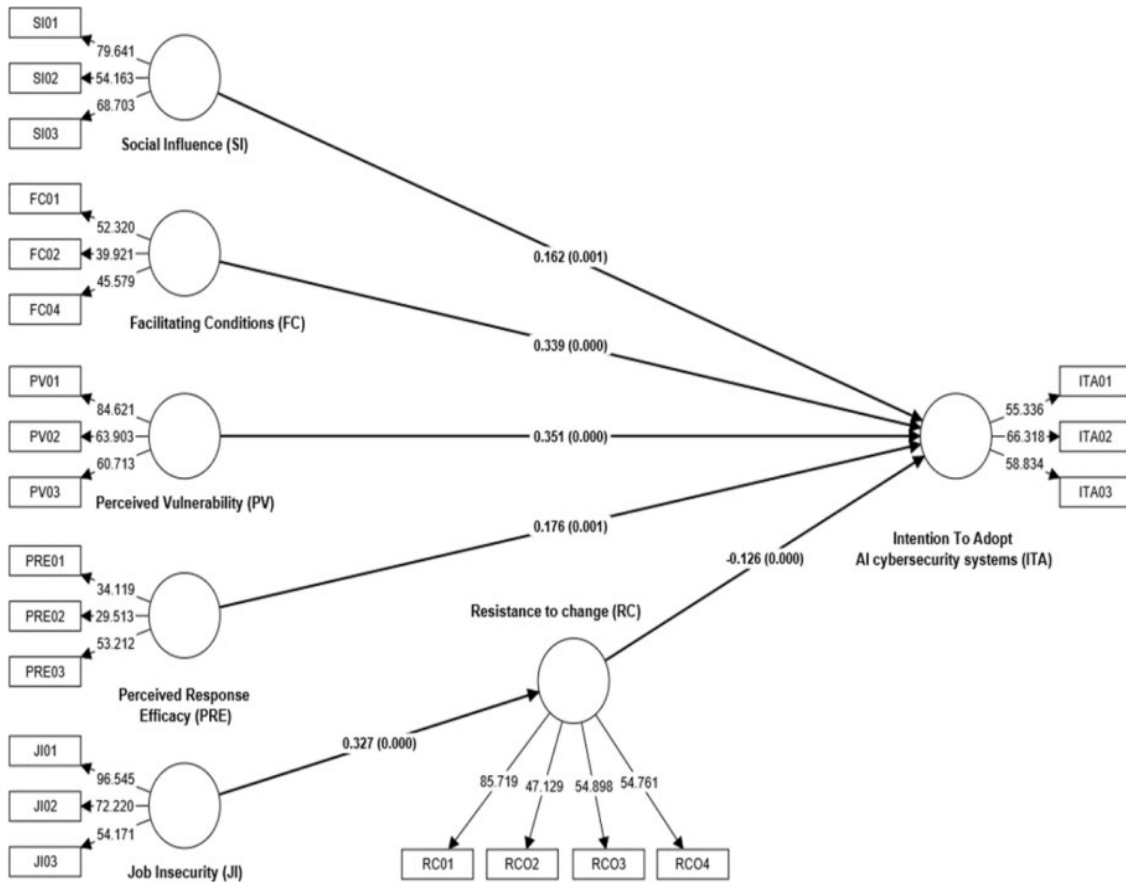 SI01
79.641
SI02
54.163
SI03
68.703
Social Influence (SI)
FC01
52.320
FC02
39.921
FC04
45.579
Facilitating Conditions (FC)
PV01
84.621
PV02
63.903
PV03
60.713
Perceived Vulnerability (PV)
PRE01
34.119
PRE02
29.513
PRE03
53.212
Perceived Response
Efficacy (PRE)
JI01
96.545
JI02
72.220
JI03
54.171
Job Insecurity (JI)
0.162 (0.001)
0.339 (0.000)
0.351 (0.000)
0.176 (0.001)
-0.126 (0.000)
0.327 (0.000)
Resistance to change (RC)
85.719
47.129
54.898
54.761
RC01
RCO2
RCO3
RCO4
55.336
ITA01
66.318
ITA02
58.834
ITA03
Intention To Adopt
AI cybersecurity systems (ITA)